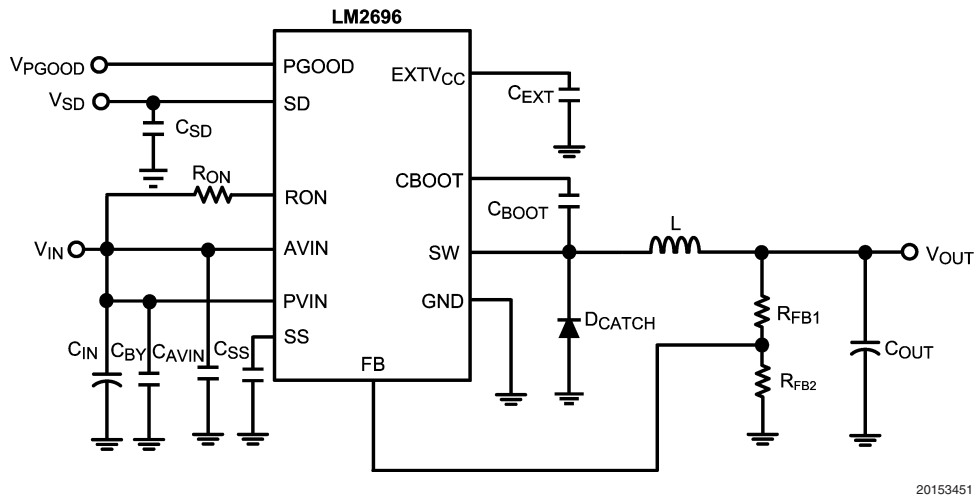 LM2696
VPGOOD
PGOOD
EXTVCC
VSD
SD
CEXT
CSD
RON
RON
CBOOT
CBOOT
L
VIN
AVIN
SW
VOUT
PVIN
GND
DCATCH
RFB1
CIN
CBY
CAVIN
CSS
SS
FB
COUT
RFB2
20153451